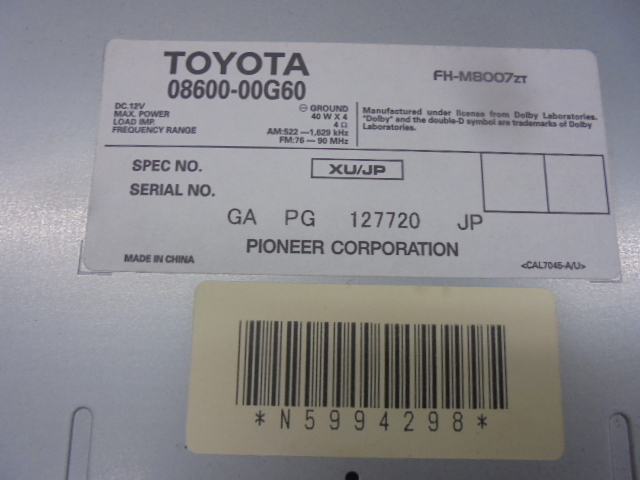 TOYOTA
08600-00G60
FH-M8007ZT
DC.12V ⊖ GROUND
MAX. POWER 40 W X 4
LOAD IMP. 4 Ω
FREQUENCY RANGE AM:522 —1,629 kHz
FM:76 — 90 MHz
Manufactured under license from Dolby Laboratories.
"Dolby" and the double-D symbol are trademarks of Dolby
Laboratories.
SPEC NO. XU/JP
SERIAL NO.
GA PG 127720 JP
PIONEER CORPORATION
MADE IN CHINA
<CAL7045-A/U>
*N5994298*